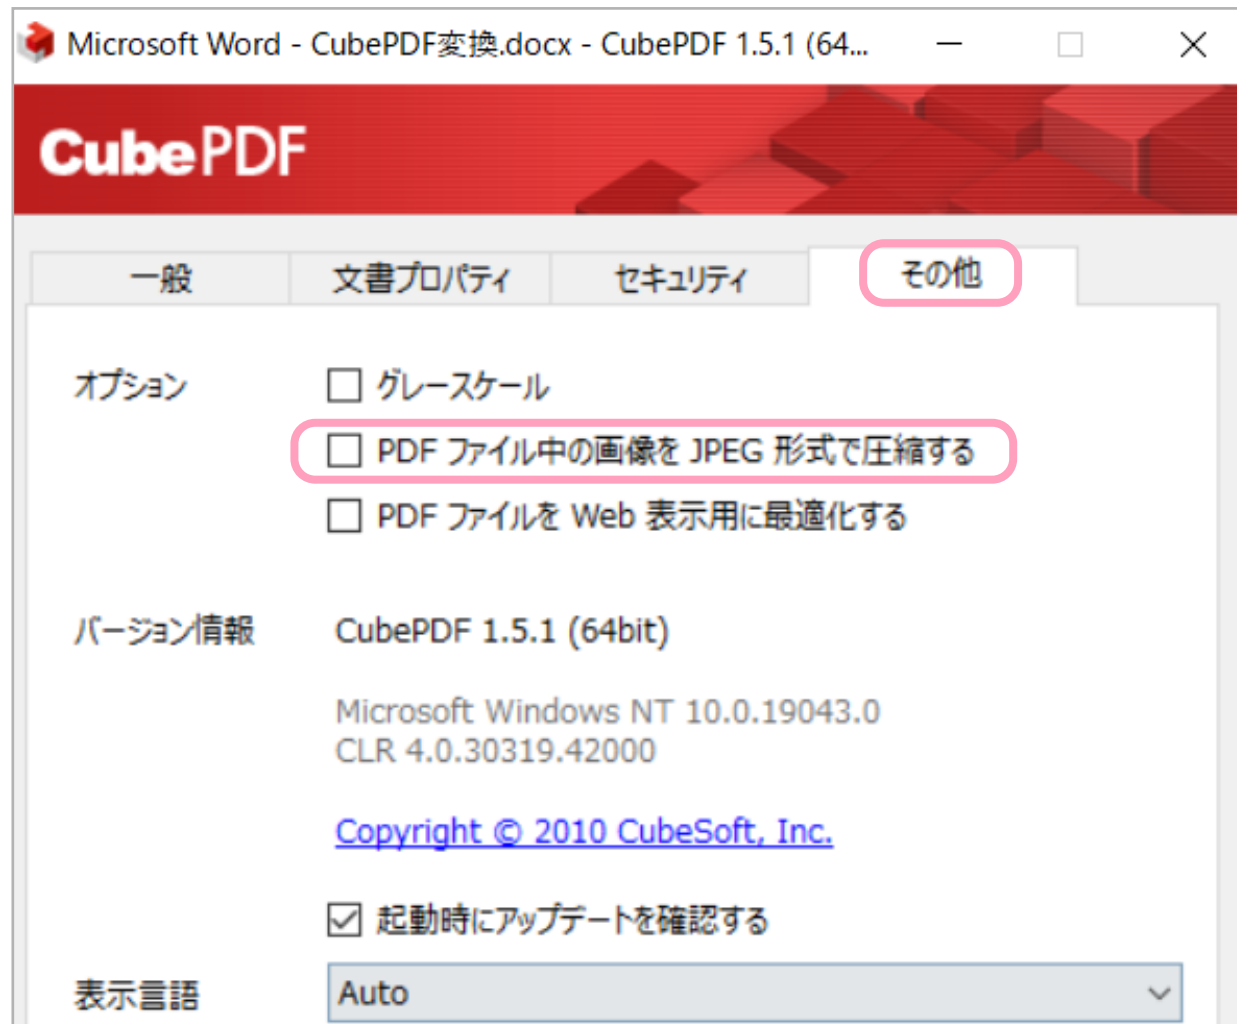 Microsoft Word - CubePDF変換.docx - CubePDF 1.5.1 (64...
CubePDF
一般 文書プロパティ セキュリティ その他
オプション グレースケール
PDF ファイル中の画像を JPEG 形式で圧縮する
PDF ファイルを Web 表示用に最適化する
バージョン情報 CubePDF 1.5.1 (64bit)
Microsoft Windows NT 10.0.19043.0
CLR 4.0.30319.42000
Copyright © 2010 CubeSoft, Inc.
起動時にアップデートを確認する
表示言語 Auto